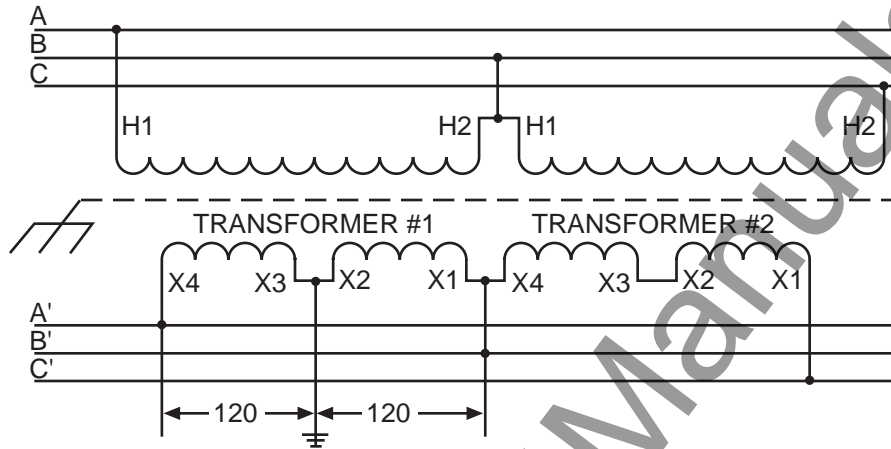 A
B
C
H1 H2 H1 H2
TRANSFORMER #1 TRANSFORMER #2
X4 X3 X2 X1 X4 X3 X2 X1
A'
B'
C'
120 120
Manual